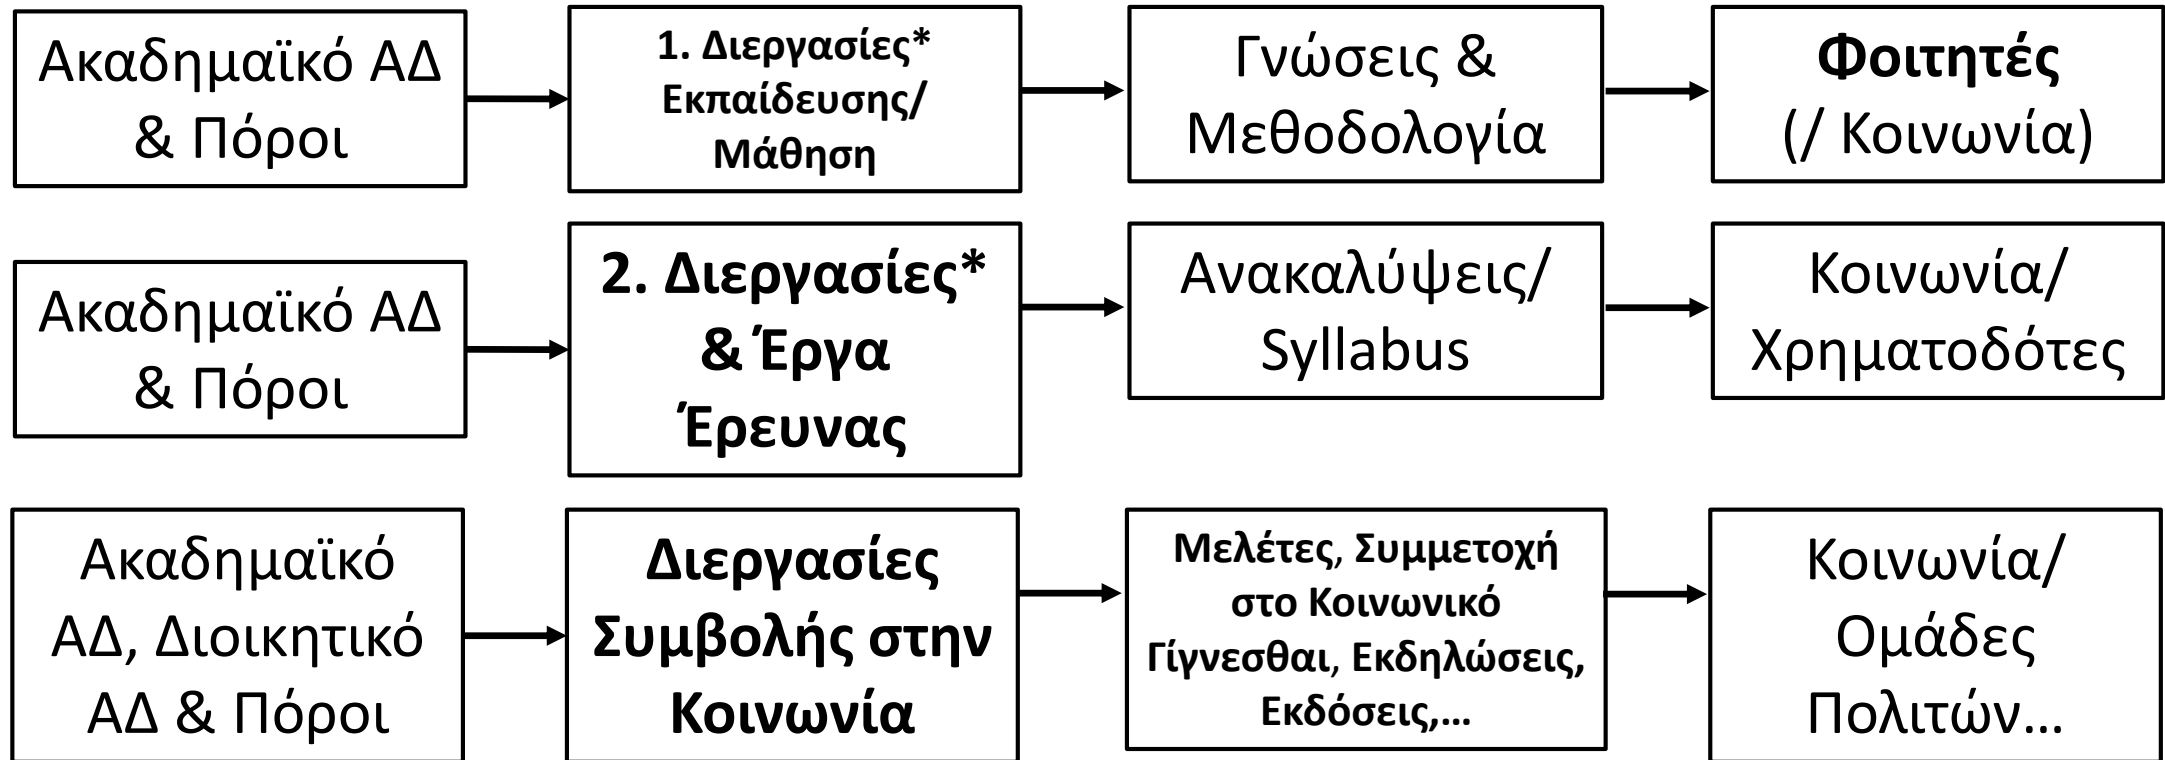 Ακαδημαϊκό ΑΔ
& Πόροι
1. Διεργασίες*
Εκπαίδευσης/
Μάθηση
Γνώσεις &
Μεθοδολογία
Φοιτητές
(/ Κοινωνία)
Ακαδημαϊκό ΑΔ
& Πόροι
2. Διεργασίες*
& Έργα
Έρευνας
Ανακαλύψεις/
Syllabus
Κοινωνία/
Χρηματοδότες
Ακαδημαϊκό
ΑΔ, Διοικητικό
ΑΔ & Πόροι
Διεργασίες
Συμβολής στην
Κοινωνία
Μελέτες, Συμμετοχή
στο Κοινωνικό
Γίγνεσθαι, Εκδηλώσεις,
Εκδόσεις,...
Κοινωνία/
Ομάδες
Πολιτών...